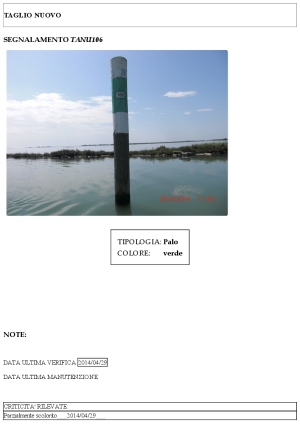 TAGLIO NUOVO
SEGNALAMENTO TANU106
TIPOLOGIA: Palo
COLORE: verde
NOTE:
DATA ULTIMA VERIFICA 2014/04/29
DATA ULTIMA MANUTENZIONE
CRITICITA' RILEVATE
Parzialmente scolorito 2014/04/29